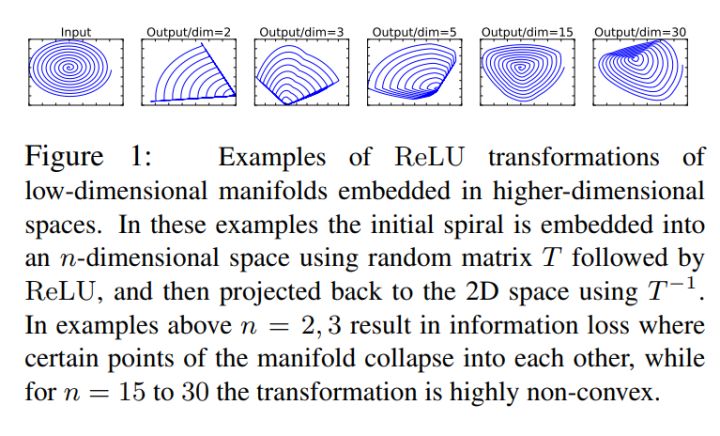 Input Output/dim=2 Output/dim=3 Output/dim=5 Output/dim=15 Output/dim=30
Figure 1: Examples of ReLU transformations of
low-dimensional manifolds embedded in higher-dimensional
spaces. In these examples the initial spiral is embedded into
an n-dimensional space using random matrix T followed by
ReLU, and then projected back to the 2D space using T⁻¹.
In examples above n = 2, 3 result in information loss where
certain points of the manifold collapse into each other, while
for n = 15 to 30 the transformation is highly non-convex.